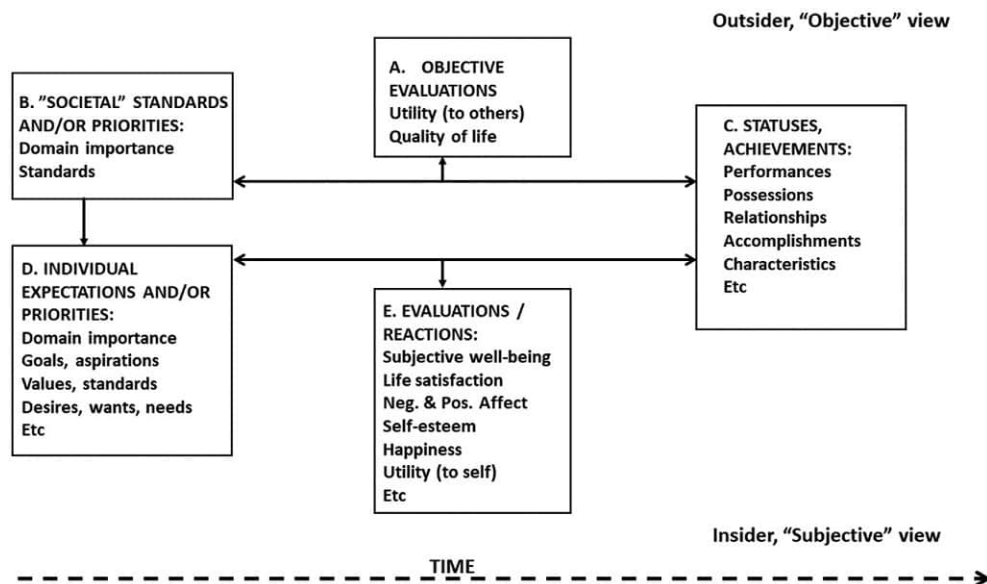 Outsider, “Objective” view
A. OBJECTIVE
EVALUATIONS
Utility (to others)
Quality of life
B. ”SOCIETAL” STANDARDS
AND/OR PRIORITIES:
Domain importance
Standards
C. STATUSES,
ACHIEVEMENTS:
Performances
Possessions
Relationships
Accomplishments
Characteristics
Etc
D. INDIVIDUAL
EXPECTATIONS AND/OR
PRIORITIES:
Domain importance
Goals, aspirations
Values, standards
Desires, wants, needs
Etc
E. EVALUATIONS /
REACTIONS:
Subjective well-being
Life satisfaction
Neg. & Pos. Affect
Self-esteem
Happiness
Utility (to self)
Etc
Insider, “Subjective” view
TIME